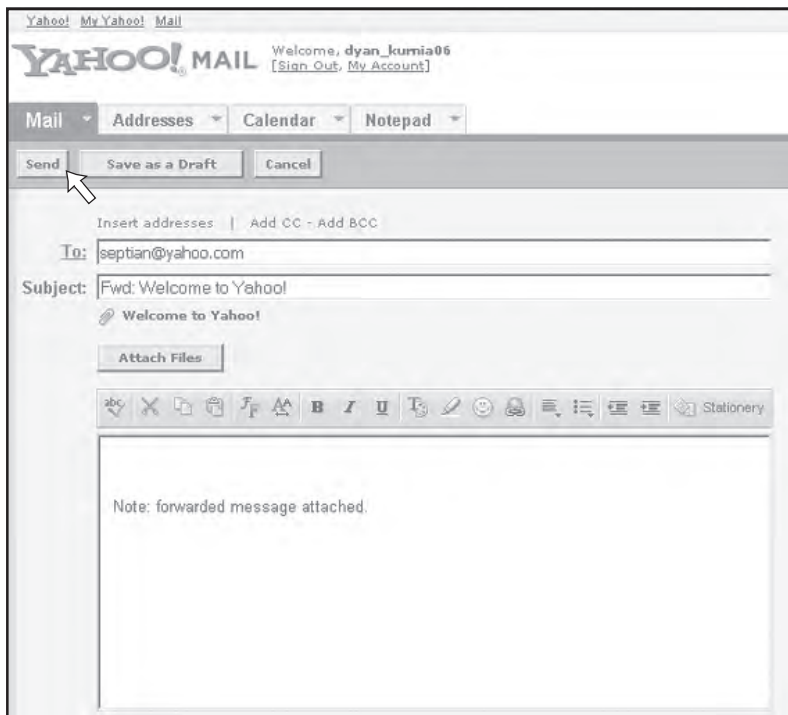 Yahoo! My Yahoo! Mail
YAHOO! MAIL Welcome, dyan_kurnia06
[Sign Out, My Account]
Mail Addresses Calendar Notepad
Send Save as a Draft Cancel
Insert addresses | Add CC - Add BCC
To: septian@yahoo.com
Subject: Fwd: Welcome to Yahoo!
Welcome to Yahoo!
Attach Files
abc B I U Stationery
Note: forwarded message attached.